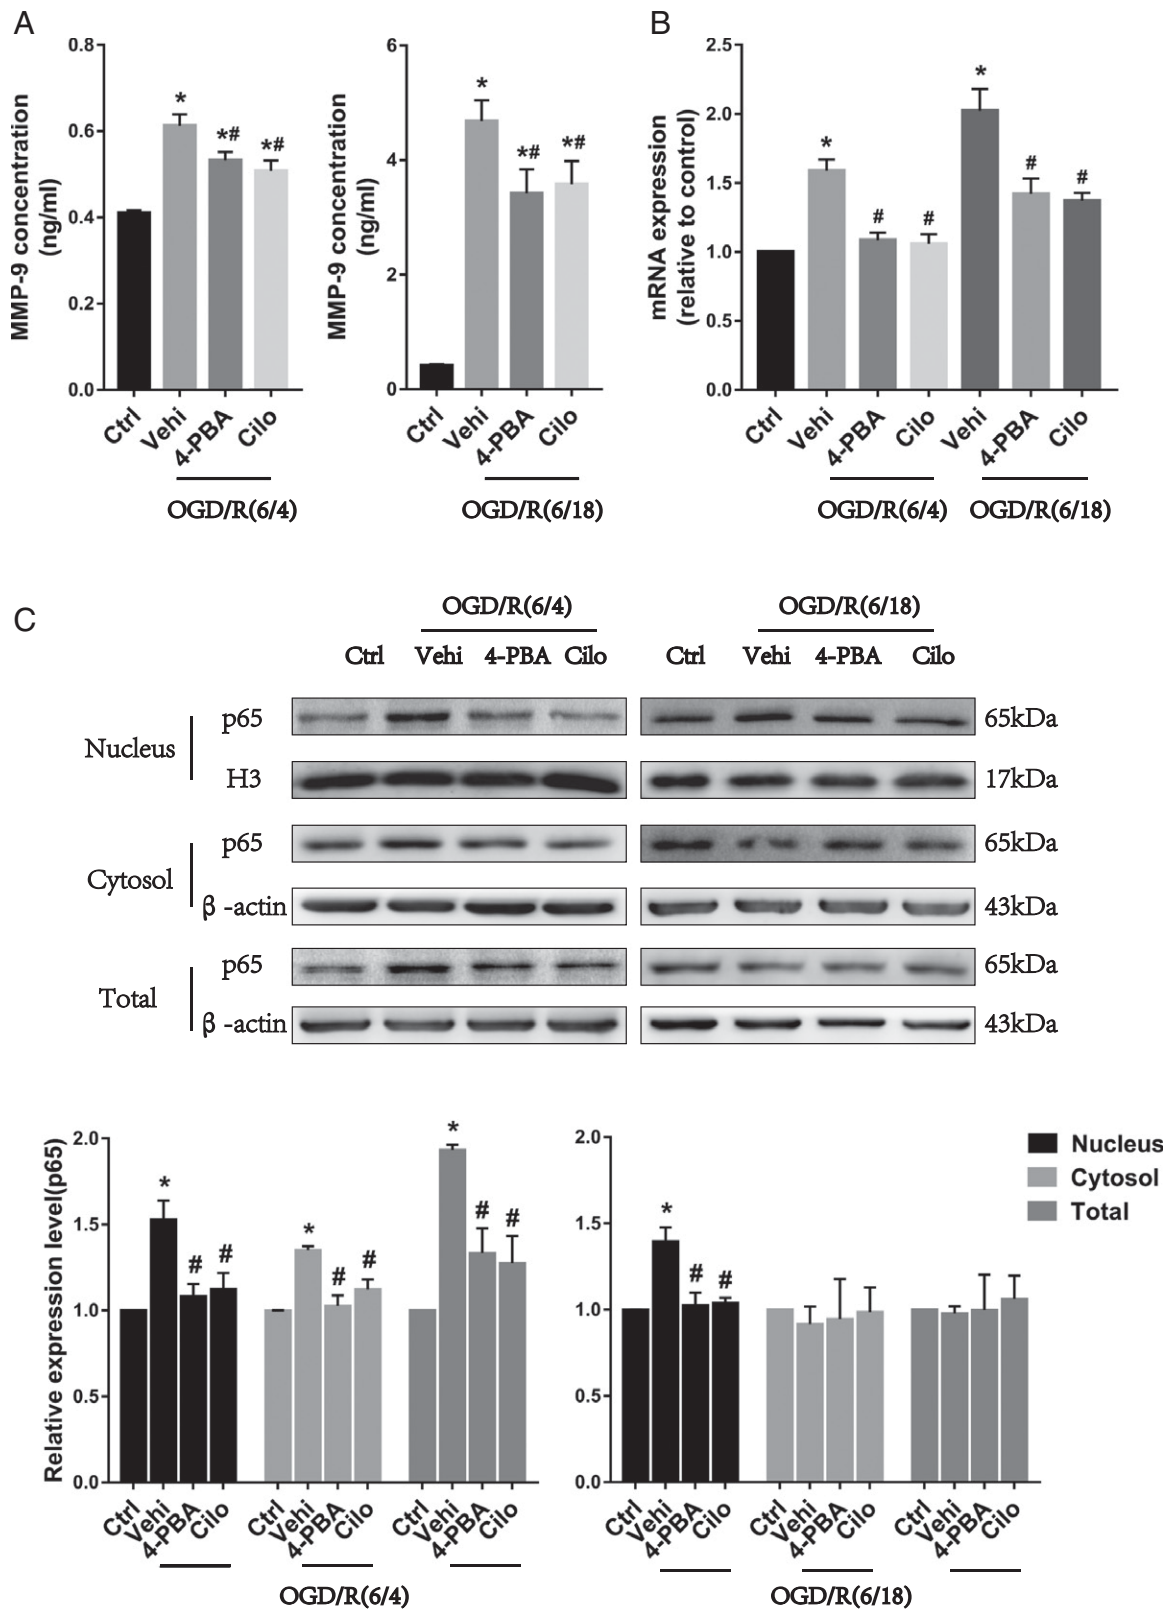 A
MMP-9 concentration
(ng/ml)
0.8
0.6
0.4
0.2
0.0
*
*#
*#
Ctrl
Vehi
4-PBA
Cilo
OGD/R(6/4)
MMP-9 concentration
(ng/ml)
6
4
2
0
*
*#
*#
Ctrl
Vehi
4-PBA
Cilo
OGD/R(6/18)
B
mRNA expression
(relative to control)
2.5
2.0
1.5
1.0
0.5
0.0
*
#
#
*
#
#
Ctrl
Vehi
4-PBA
Cilo
Vehi
4-PBA
Cilo
OGD/R(6/4)
OGD/R(6/18)
C
OGD/R(6/4)
OGD/R(6/18)
Ctrl Vehi 4-PBA Cilo
Ctrl Vehi 4-PBA Cilo
Nucleus
p65
65kDa
H3
17kDa
Cytosol
p65
65kDa
β -actin
43kDa
Total
p65
65kDa
β -actin
43kDa
Relative expression level(p65)
2.0
1.5
1.0
0.5
0.0
*
#
#
*
#
#
*
#
#
Ctrl
Vehi
4-PBA
Cilo
Ctrl
Vehi
4-PBA
Cilo
Ctrl
Vehi
4-PBA
Cilo
OGD/R(6/4)
2.0
1.5
1.0
0.5
0.0
*
#
#
Ctrl
Vehi
4-PBA
Cilo
Ctrl
Vehi
4-PBA
Cilo
Ctrl
Vehi
4-PBA
Cilo
OGD/R(6/18)
Nucleus
Cytosol
Total